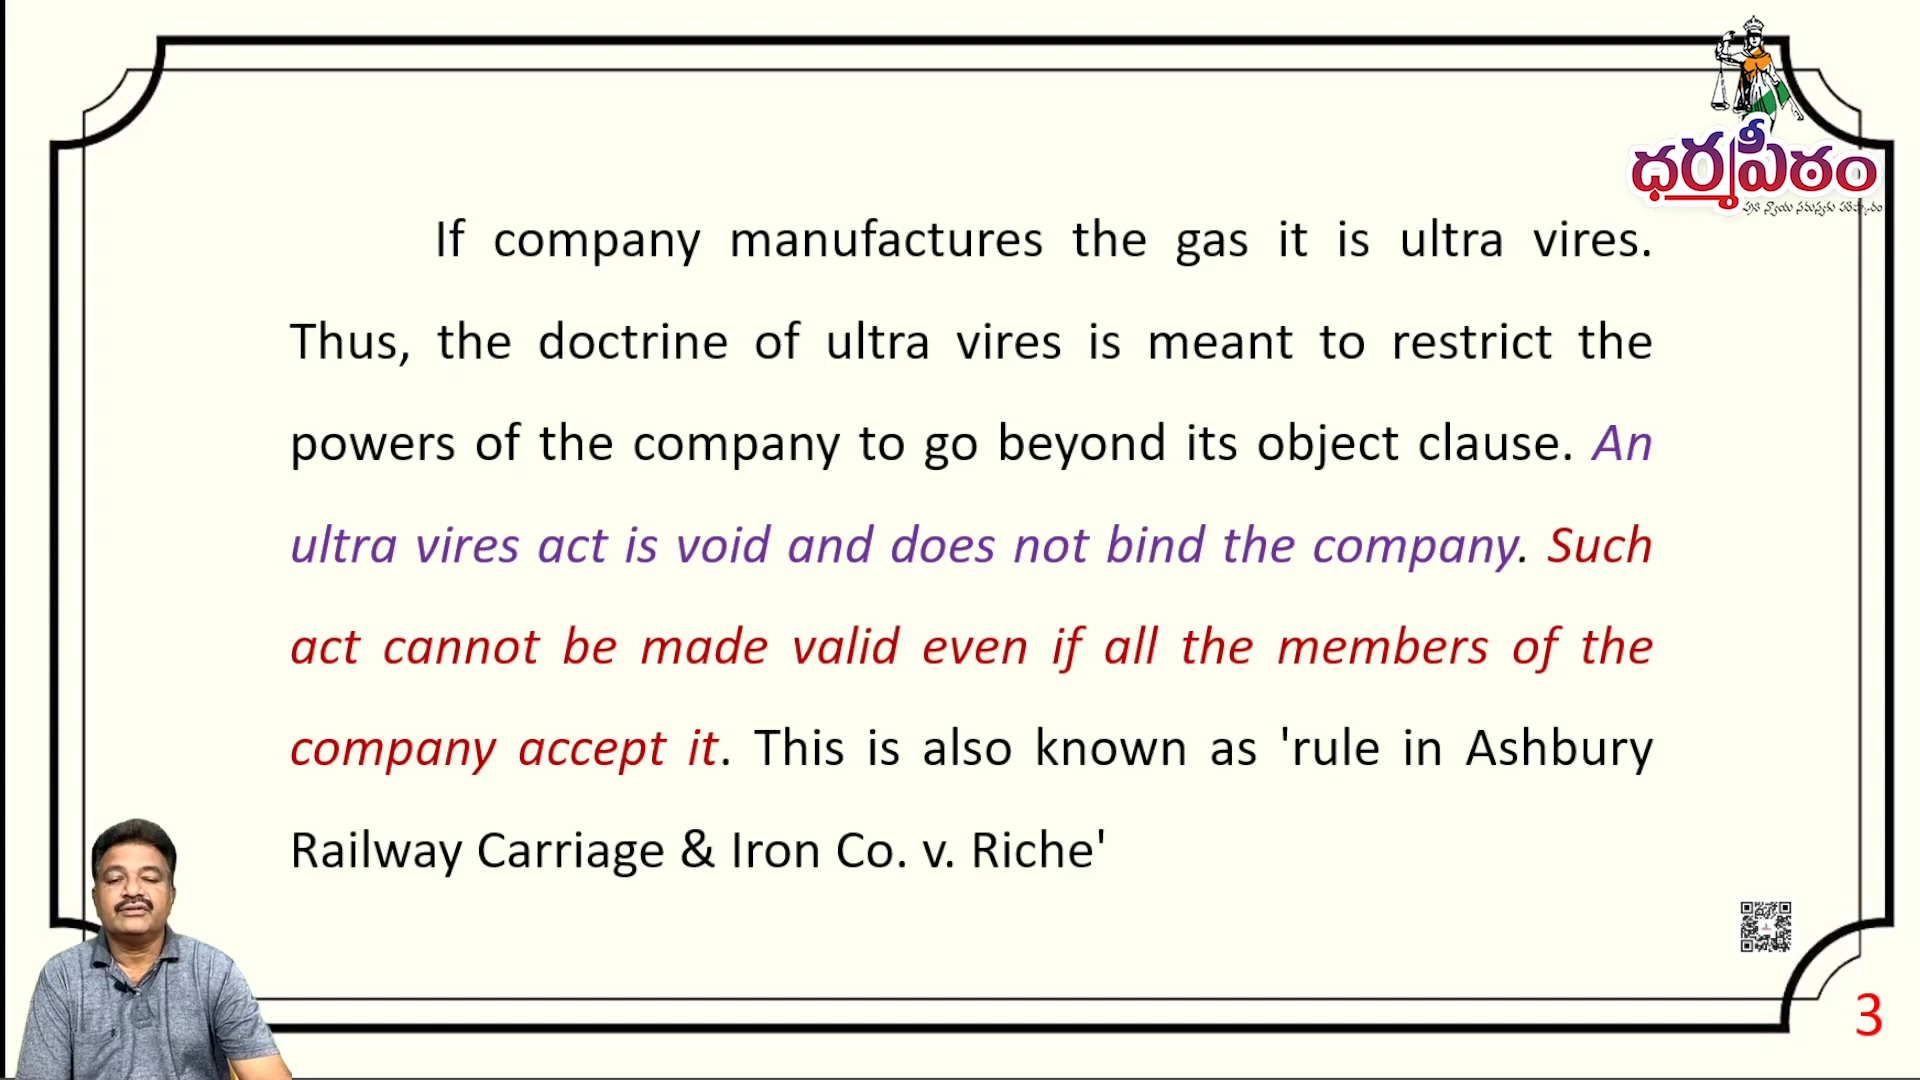 ధర్మపీఠం
If company manufactures the gas it is ultra vires.
Thus, the doctrine of ultra vires is meant to restrict the
powers of the company to go beyond its object clause. An
ultra vires act is void and does not bind the company. Such
act cannot be made valid even if all the members of the
company accept it. This is also known as 'rule in Ashbury
Railway Carriage & Iron Co. v. Riche'
3